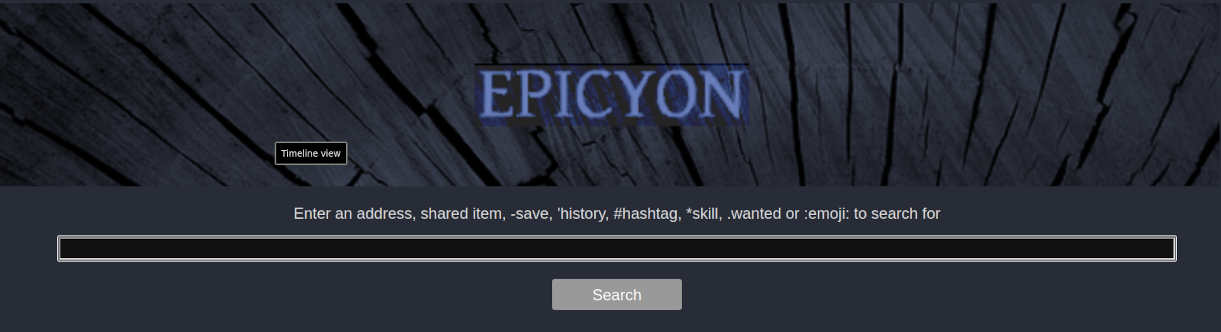 EPICYON
Timeline view
Enter an address, shared item, -save, 'history, #hashtag, *skill, .wanted or :emoji: to search for
Search